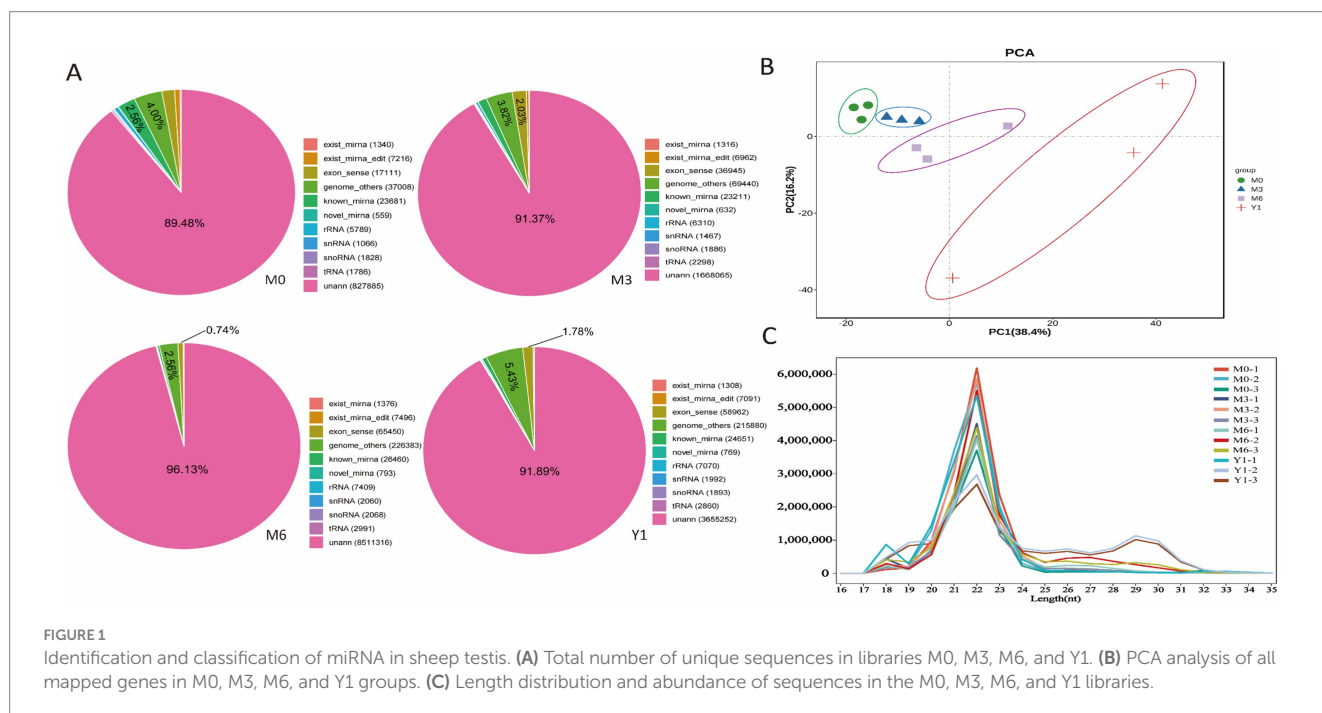 A
2.56%
4.00%
89.48%
exist_mirna (1340)
exist_mirna_edit (7216)
exon_sense (17111)
genome_others (37008)
known_mirna (23681)
novel_mirna (559)
rRNA (5789)
snRNA (1066)
snoRNA (1828)
tRNA (1786)
unann (827885)
M0
3.82%
2.03%
91.37%
exist_mirna (1316)
exist_mirna_edit (6962)
exon_sense (36945)
genome_others (69440)
known_mirna (23211)
novel_mirna (632)
rRNA (6310)
snRNA (1467)
snoRNA (1886)
tRNA (2298)
unann (1668065)
M3
0.74%
2.56%
96.13%
exist_mirna (1376)
exist_mirna_edit (7496)
exon_sense (65450)
genome_others (226383)
known_mirna (26460)
novel_mirna (793)
rRNA (7409)
snRNA (2060)
snoRNA (2068)
tRNA (2991)
unann (8511316)
M6
1.78%
5.43%
91.89%
exist_mirna (1308)
exist_mirna_edit (7091)
exon_sense (58962)
genome_others (215880)
known_mirna (24651)
novel_mirna (769)
rRNA (7070)
snRNA (1992)
snoRNA (1893)
tRNA (2860)
unann (3655252)
Y1
B
PCA
PC2(16.2%)
0
-20
-40
-20 0 20 40 60
PC1(38.4%)
group
M0
M3
M6
Y1
C
6,000,000
5,000,000
4,000,000
3,000,000
2,000,000
1,000,000
0
16 17 18 19 20 21 22 23 24 25 26 27 28 29 30 31 32 33 34 35
Length(nt)
M0-1
M0-2
M0-3
M3-1
M3-2
M3-3
M6-1
M6-2
M6-3
Y1-1
Y1-2
Y1-3
FIGURE 1
Identification and classification of miRNA in sheep testis. (A) Total number of unique sequences in libraries M0, M3, M6, and Y1. (B) PCA analysis of all
mapped genes in M0, M3, M6, and Y1 groups. (C) Length distribution and abundance of sequences in the M0, M3, M6, and Y1 libraries.